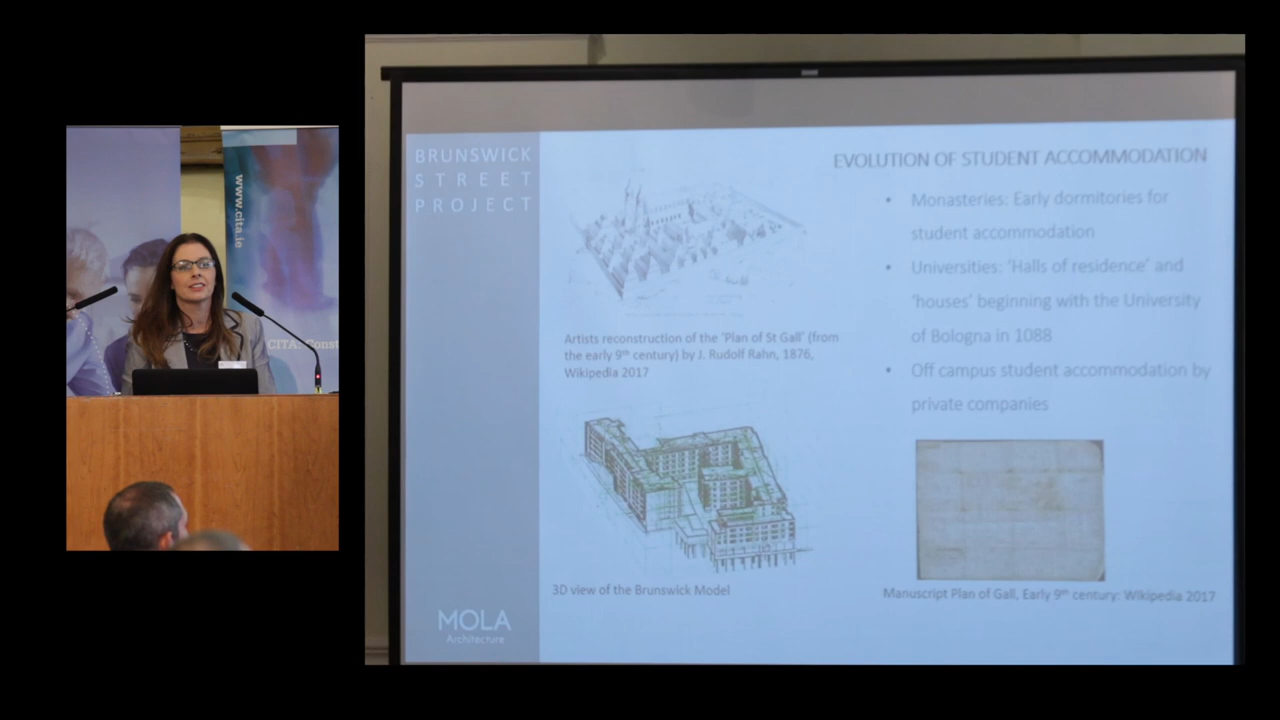 www.cita.ie
CITA: Const
BRUNSWICK
STREET
PROJECT
EVOLUTION OF STUDENT ACCOMMODATION
• Monasteries: Early dormitories for
student accommodation
• Universities: 'Halls of residence' and
'houses' beginning with the University
of Bologna in 1088
• Off campus student accommodation by
private companies
Artists reconstruction of the 'Plan of St Gall' (from
the early 9th century) by J. Rudolf Rahn, 1876,
Wikipedia 2017
3D view of the Brunswick Model
Manuscript Plan of Gall, Early 9th century: Wikipedia 2017
MOLA
Architecture